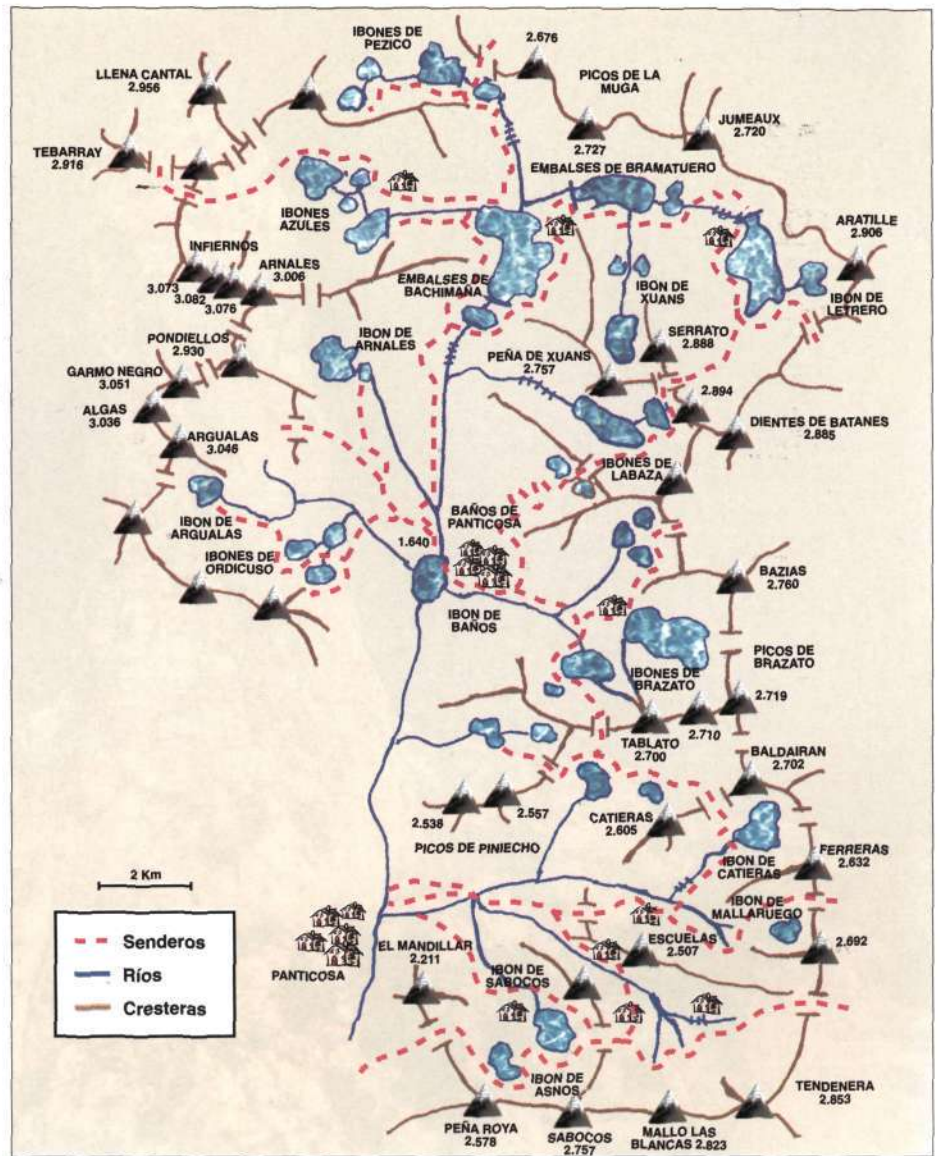 IBONES DE
PEZICO
2.676
LLENA CANTAL
2.956
PICOS DE LA
MUGA
JUMEAUX
2.720
TEBARRAY
2.916
2.727
EMBALSES DE BRAMATUERO
IBONES
AZULES
ARATILLE
2.906
INFIERNOS
3.073
3.082
3.076
ARNALES
3.006
EMBALSES DE
BACHIMAÑA
IBON DE
XUANS
IBON DE
LETRERO
IBON DE
ARNALES
SERRATO
2.888
PONDIELLOS
2.930
PEÑA DE XUANS
2.757
GARMO NEGRO
3.051
2.894
ALGAS
3.036
DIENTES DE BATANES
2.885
ARGUALAS
3.046
IBONES DE
LABAZA
IBON DE
ARGUALAS
BAÑOS DE
PANTICOSA
1.640
IBONES DE
ORDICUSO
BAZIAS
2.760
IBON DE
BAÑOS
PICOS DE
BRAZATO
IBONES DE
BRAZATO
2.719
TABLATO
2.700
2.710
BALDAIRAN
2.702
2.538
2.557
CATIERAS
2.605
PICOS DE PINIECHO
FERRERAS
2.632
IBON DE
CATIERAS
2 Km
IBON DE
MALLARUEGO
Senderos
Ríos
Cresteras
PANTICOSA
EL MANDILLAR
2.211
ESCUELAS
2.507
2.692
IBON DE
SABOCOS
IBON DE
ASNOS
TENDENERA
2.853
PEÑA ROYA
2.578
SABOCOS
2.757
MALLO LAS
BLANCAS 2.823